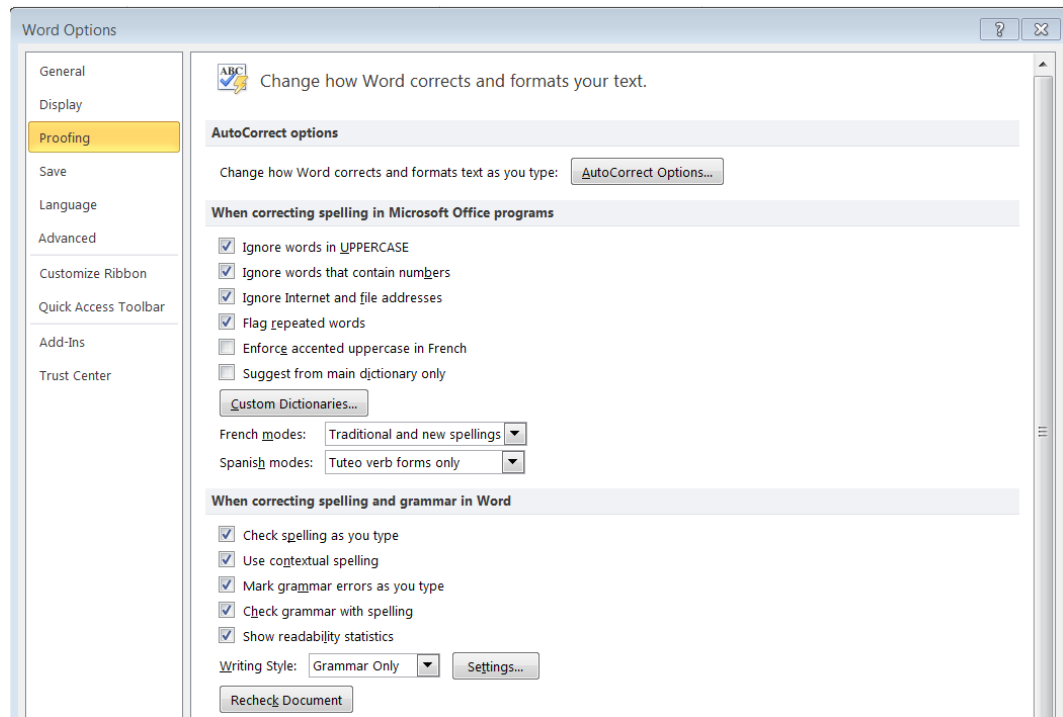 Word Options
General
Display
Proofing
Save
Language
Advanced
Customize Ribbon
Quick Access Toolbar
Add-Ins
Trust Center
ABC
Change how Word corrects and formats your text.
AutoCorrect options
Change how Word corrects and formats text as you type: AutoCorrect Options...
When correcting spelling in Microsoft Office programs
Ignore words in UPPERCASE
Ignore words that contain numbers
Ignore Internet and file addresses
Flag repeated words
Enforce accented uppercase in French
Suggest from main dictionary only
Custom Dictionaries...
French modes: Traditional and new spellings
Spanish modes: Tuteo verb forms only
When correcting spelling and grammar in Word
Check spelling as you type
Use contextual spelling
Mark grammar errors as you type
Check grammar with spelling
Show readability statistics
Writing Style: Grammar Only Settings...
Recheck Document